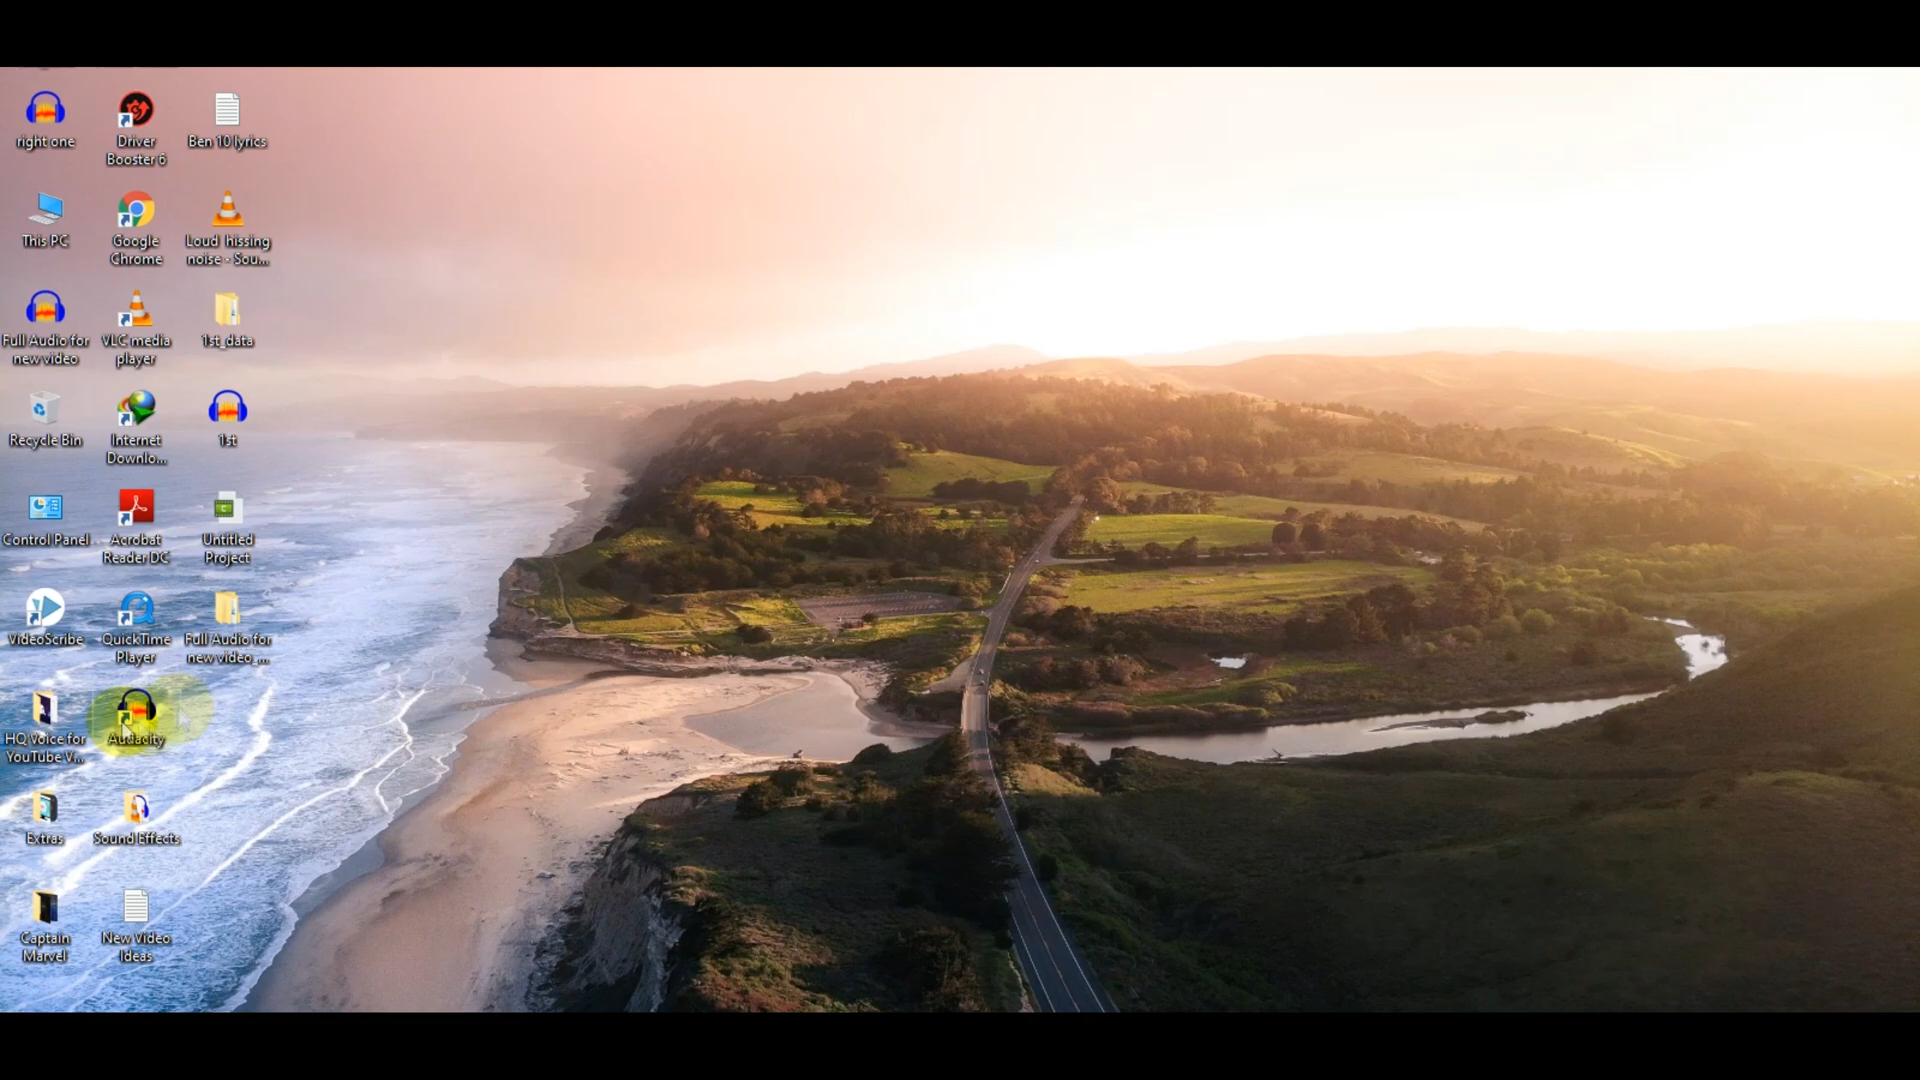 right one
Driver
Booster 6
Ben 10 lyrics
This PC
Google
Chrome
Loud hissing
noise - Sou...
Full Audio for
new video
VLC media
player
1st_data
Recycle Bin
Internet
Downlo...
1st
Control Panel
Acrobat
Reader DC
Untitled
Project
VideoScribe
QuickTime
Player
Full Audio for
new video_...
HQ Voice for
YouTube V...
Audacity
Extras
Sound Effects
Captain
Marvel
New Video
Ideas